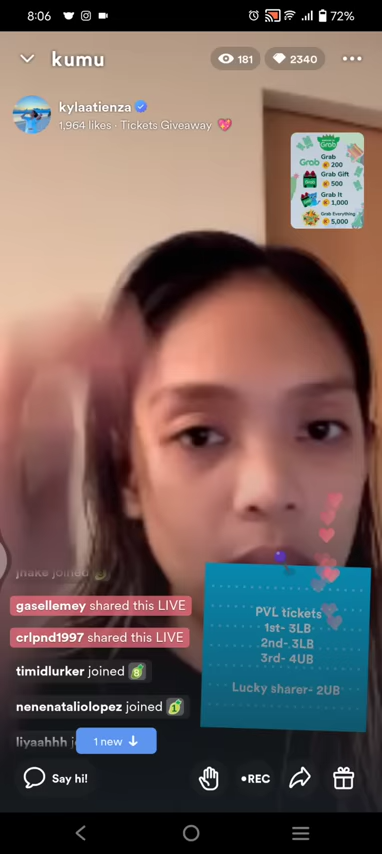 8:06
72%
kumu
181
2340
kylaatienza
1,964 likes · Tickets Giveaway
Grab
Grab
Grab
200
Grab Gift
500
Grab It
1,000
Grab Everything
5,000
jnake joined
gasellemey shared this LIVE
crlpnd1997 shared this LIVE
timidlurker joined 8
nenenataliolopez joined 1
liyaahhh j
1 new
PVL tickets
1st- 3LB
2nd- 3LB
3rd- 4UB
Lucky sharer- 2UB
Say hi!
•REC